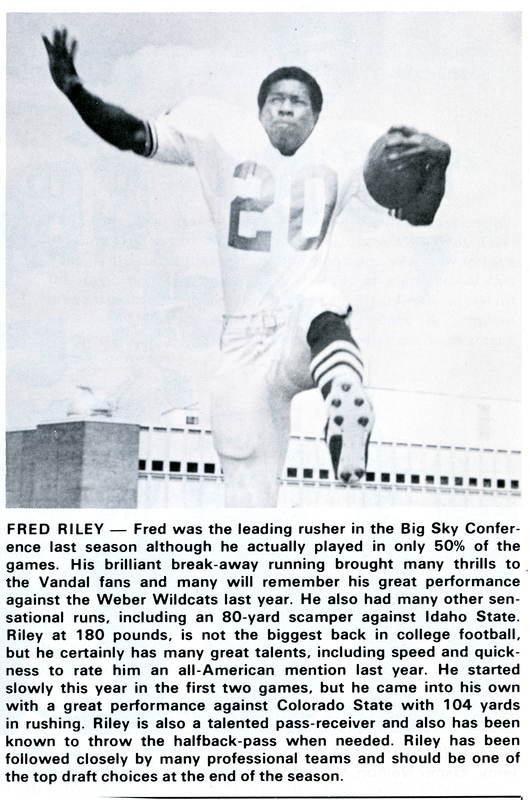 20
FRED RILEY — Fred was the leading rusher in the Big Sky Confer-
ence last season although he actually played in only 50% of the
games. His brilliant break-away running brought many thrills to
the Vandal fans and many will remember his great performance
against the Weber Wildcats last year. He also had many other sen-
sational runs, including an 80-yard scamper against Idaho State.
Riley at 180 pounds, is not the biggest back in college football,
but he certainly has many great talents, including speed and quick-
ness to rate him an all-American mention last year. He started
slowly this year in the first two games, but he came into his own
with a great performance against Colorado State with 104 yards
in rushing. Riley is also a talented pass-receiver and also has been
known to throw the halfback-pass when needed. Riley has been
followed closely by many professional teams and should be one of
the top draft choices at the end of the season.